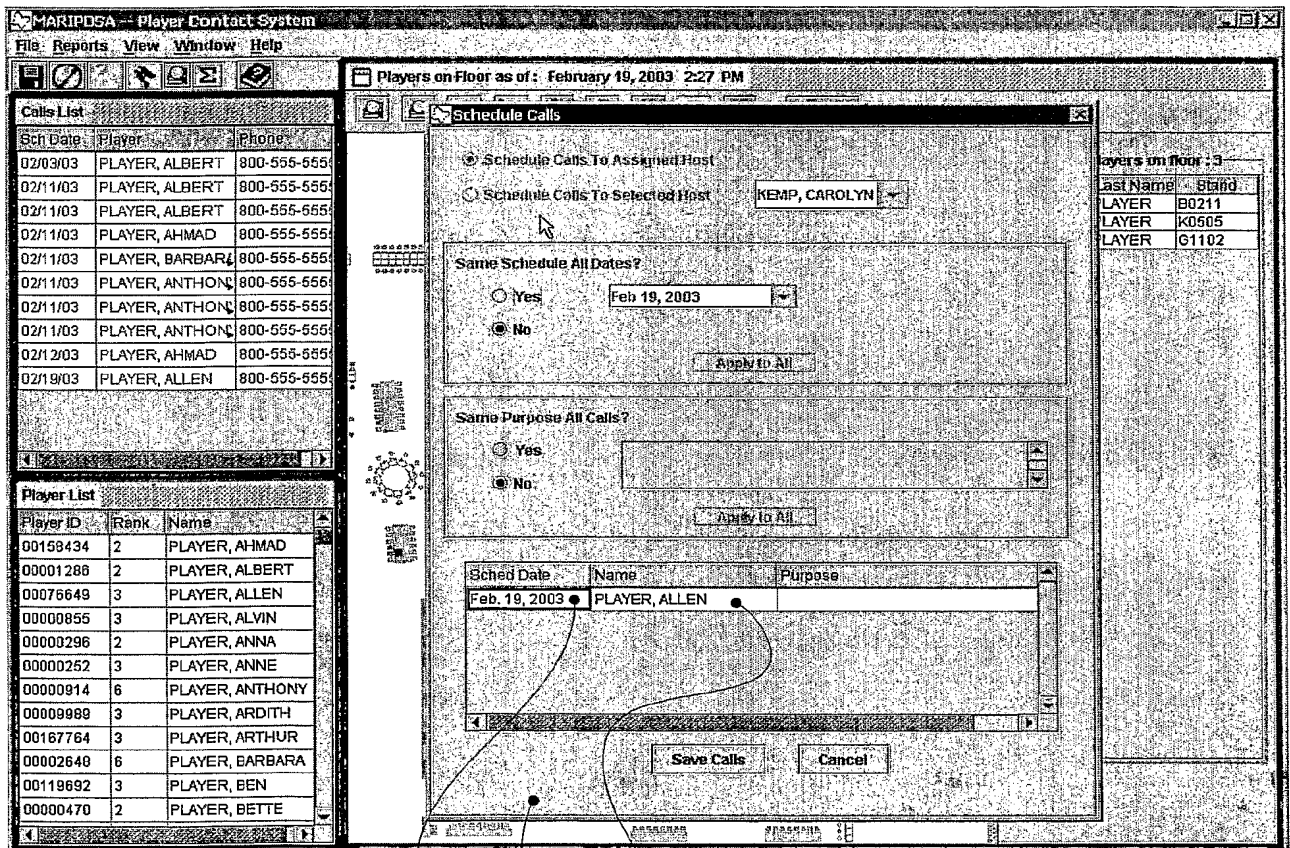 MARIPOSA -- Player Contact System
File Reports View Window Help
Players on Floor as of: February 19, 2003 2:27 PM
Calls List
Sch Date Player Phone
02/03/03 PLAYER, ALBERT 800-555-555
02/11/03 PLAYER, ALBERT 800-555-555
02/11/03 PLAYER, ALBERT 800-555-555
02/11/03 PLAYER, AHMAD 800-555-555
02/11/03 PLAYER, BARBARA 800-555-555
02/11/03 PLAYER, ANTHON 800-555-555
02/11/03 PLAYER, ANTHON 800-555-555
02/11/03 PLAYER, ANTHON 800-555-555
02/12/03 PLAYER, AHMAD 800-555-555
02/19/03 PLAYER, ALLEN 800-555-555
Player List
Player ID Rank Name
00158434 2 PLAYER, AHMAD
00001286 2 PLAYER, ALBERT
00076649 3 PLAYER, ALLEN
00000855 3 PLAYER, ALVIN
00000296 2 PLAYER, ANNA
00000252 3 PLAYER, ANNE
00000914 6 PLAYER, ANTHONY
00009989 3 PLAYER, ARDITH
00167764 3 PLAYER, ARTHUR
00002640 6 PLAYER, BARBARA
00119692 3 PLAYER, BEN
00000470 2 PLAYER, BETTE
Schedule Calls
Schedule Calls To Assigned Host
Schedule Calls To Selected Host KEMP, CAROLYN
Same Schedule All Dates?
Yes Feb 19, 2003
No
Apply to All
Same Purpose All Calls?
Yes
No
Apply to All
Sched Date Name Purpose
Feb. 19, 2003 PLAYER, ALLEN
Save Calls Cancel
layers on floor : 3
Last Name Stand
PLAYER B0211
PLAYER K0505
PLAYER G1102